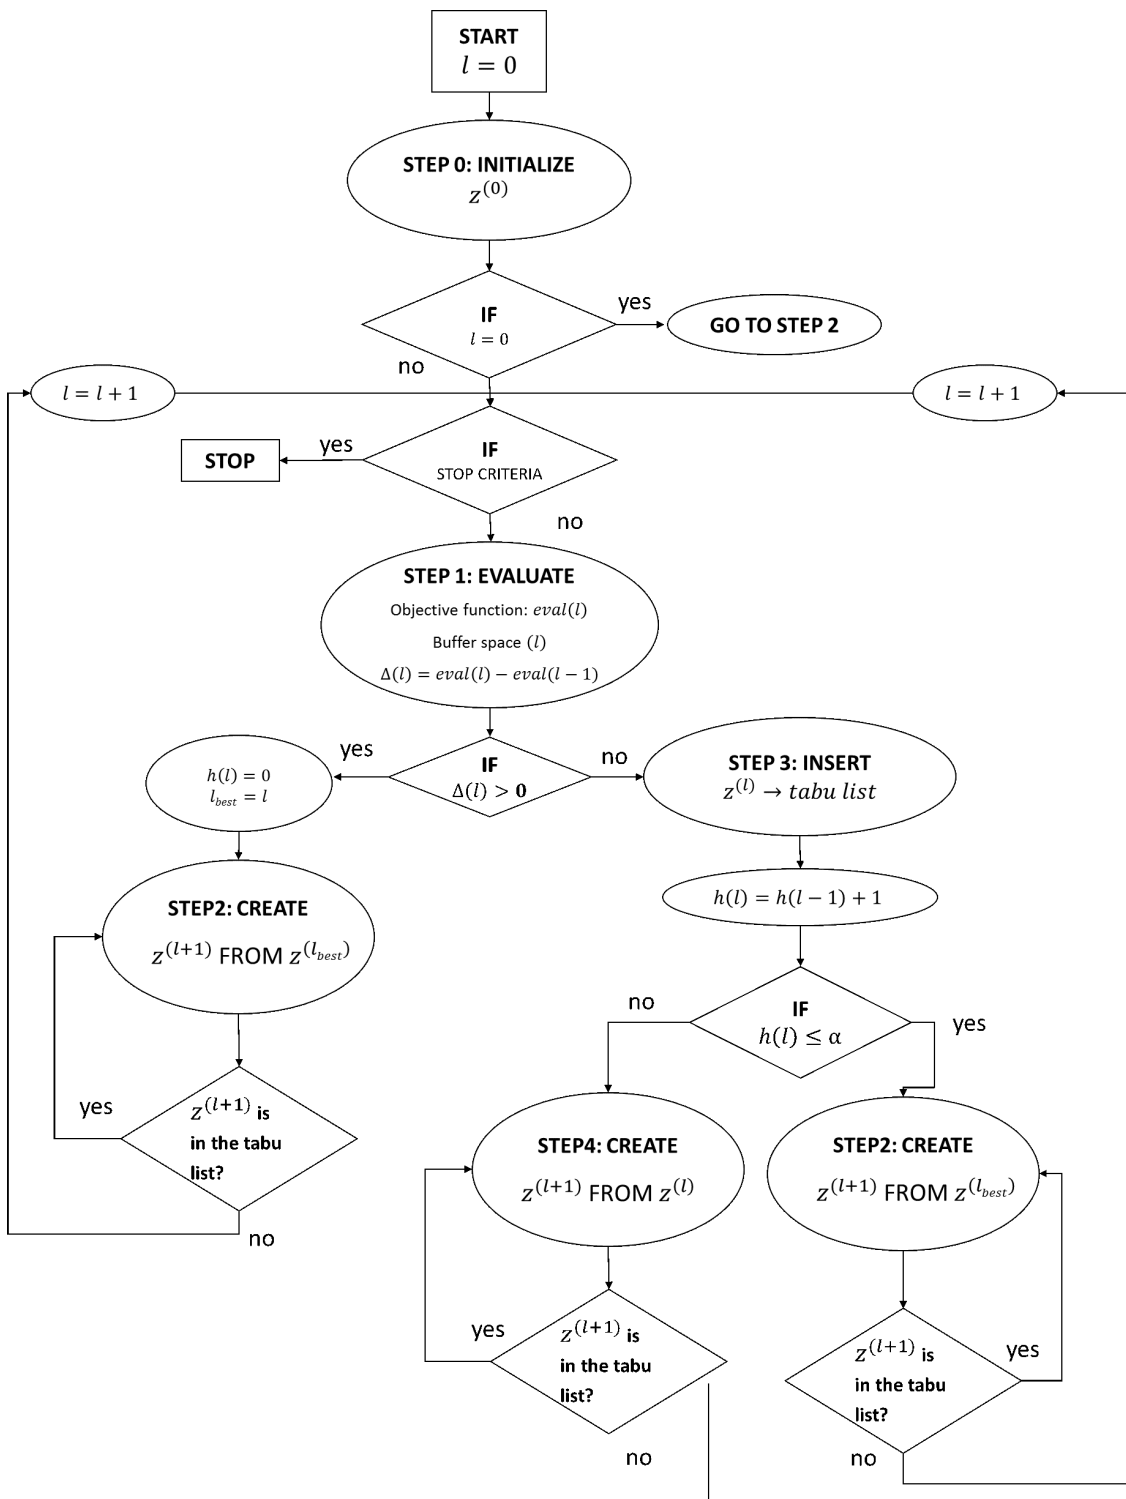 START
l = 0
STEP 0: INITIALIZE
z^(0)
IF
l = 0
yes
GO TO STEP 2
no
l = l + 1
l = l + 1
IF
STOP CRITERIA
yes
STOP
no
STEP 1: EVALUATE
Objective function: eval(l)
Buffer space (l)
Δ(l) = eval(l) − eval(l − 1)
IF
Δ(l) > 0
yes
no
h(l) = 0
l_best = l
STEP 3: INSERT
z^(l) → tabu list
STEP2: CREATE
z^(l+1) FROM z^(l_best)
h(l) = h(l − 1) + 1
IF
h(l) ≤ α
no
yes
z^(l+1) is
in the tabu
list?
yes
no
STEP4: CREATE
z^(l+1) FROM z^(l)
STEP2: CREATE
z^(l+1) FROM z^(l_best)
z^(l+1) is
in the tabu
list?
yes
no
z^(l+1) is
in the tabu
list?
yes
no